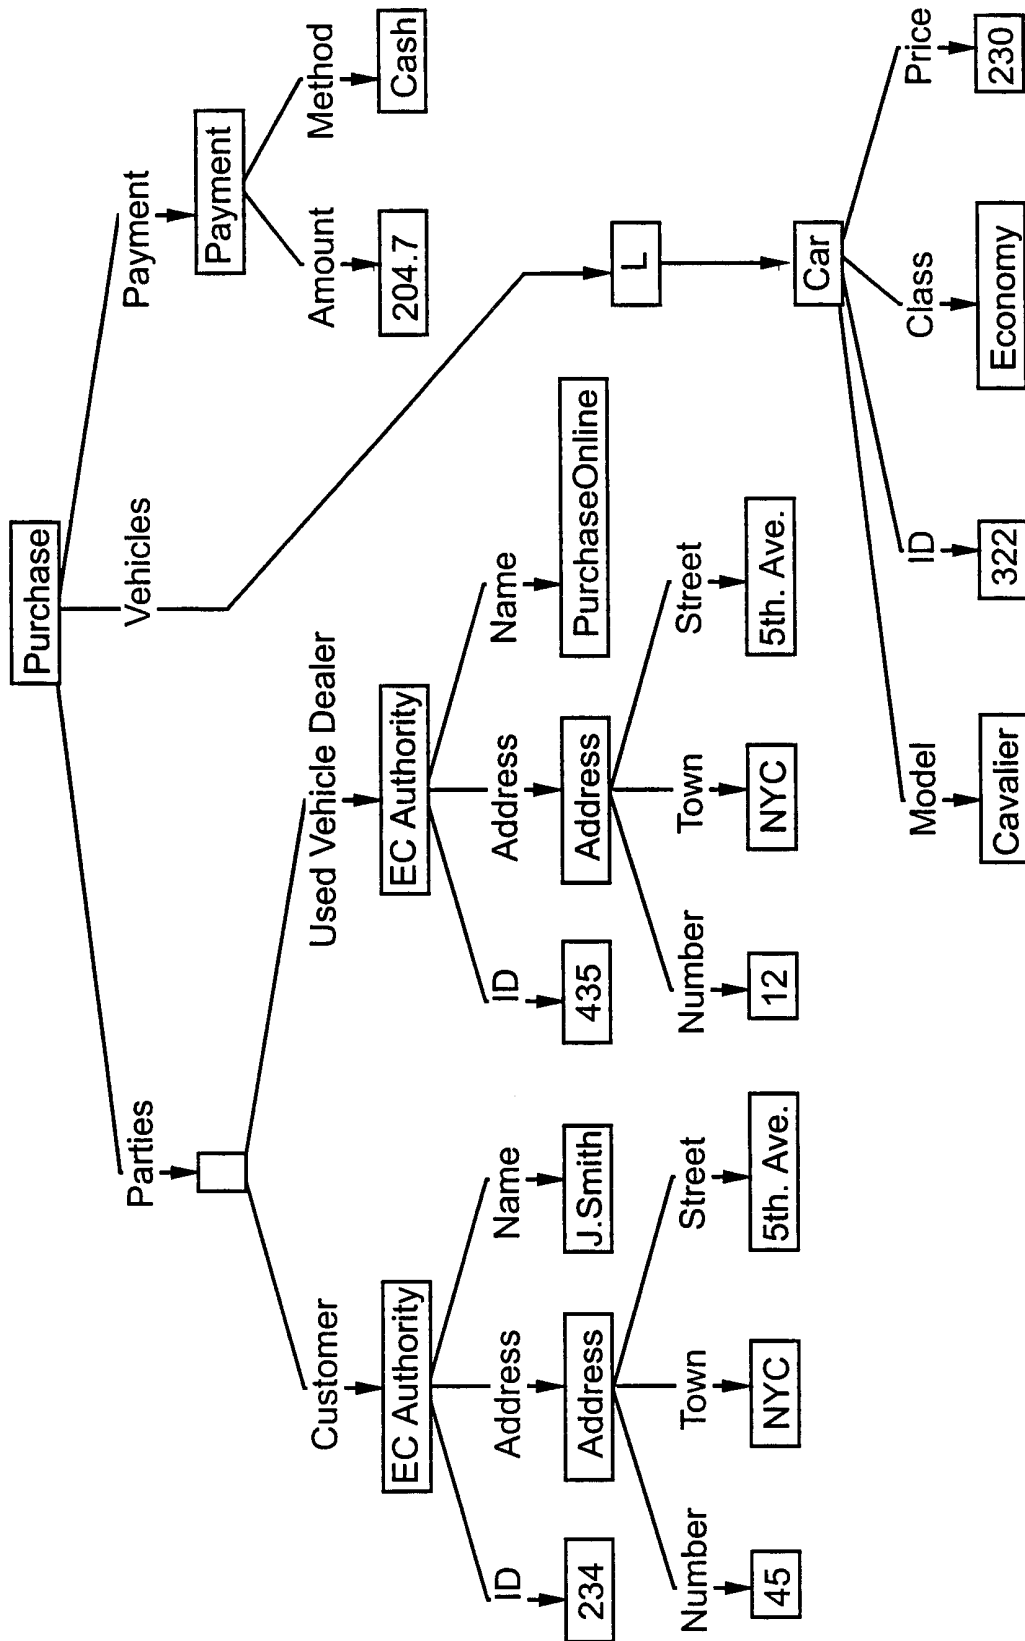 Purchase
Parties
Vehicles
Payment
Payment
Customer
Used Vehicle Dealer
Amount
Method
EC Authority
EC Authority
204.7
Cash
ID
Address
Name
ID
Address
Name
234
Address
J.Smith
435
Address
PurchaseOnline
L
Number
Town
Street
Number
Town
Street
45
NYC
5th. Ave.
12
NYC
5th. Ave.
Car
Model
ID
Class
Price
Cavalier
322
Economy
230